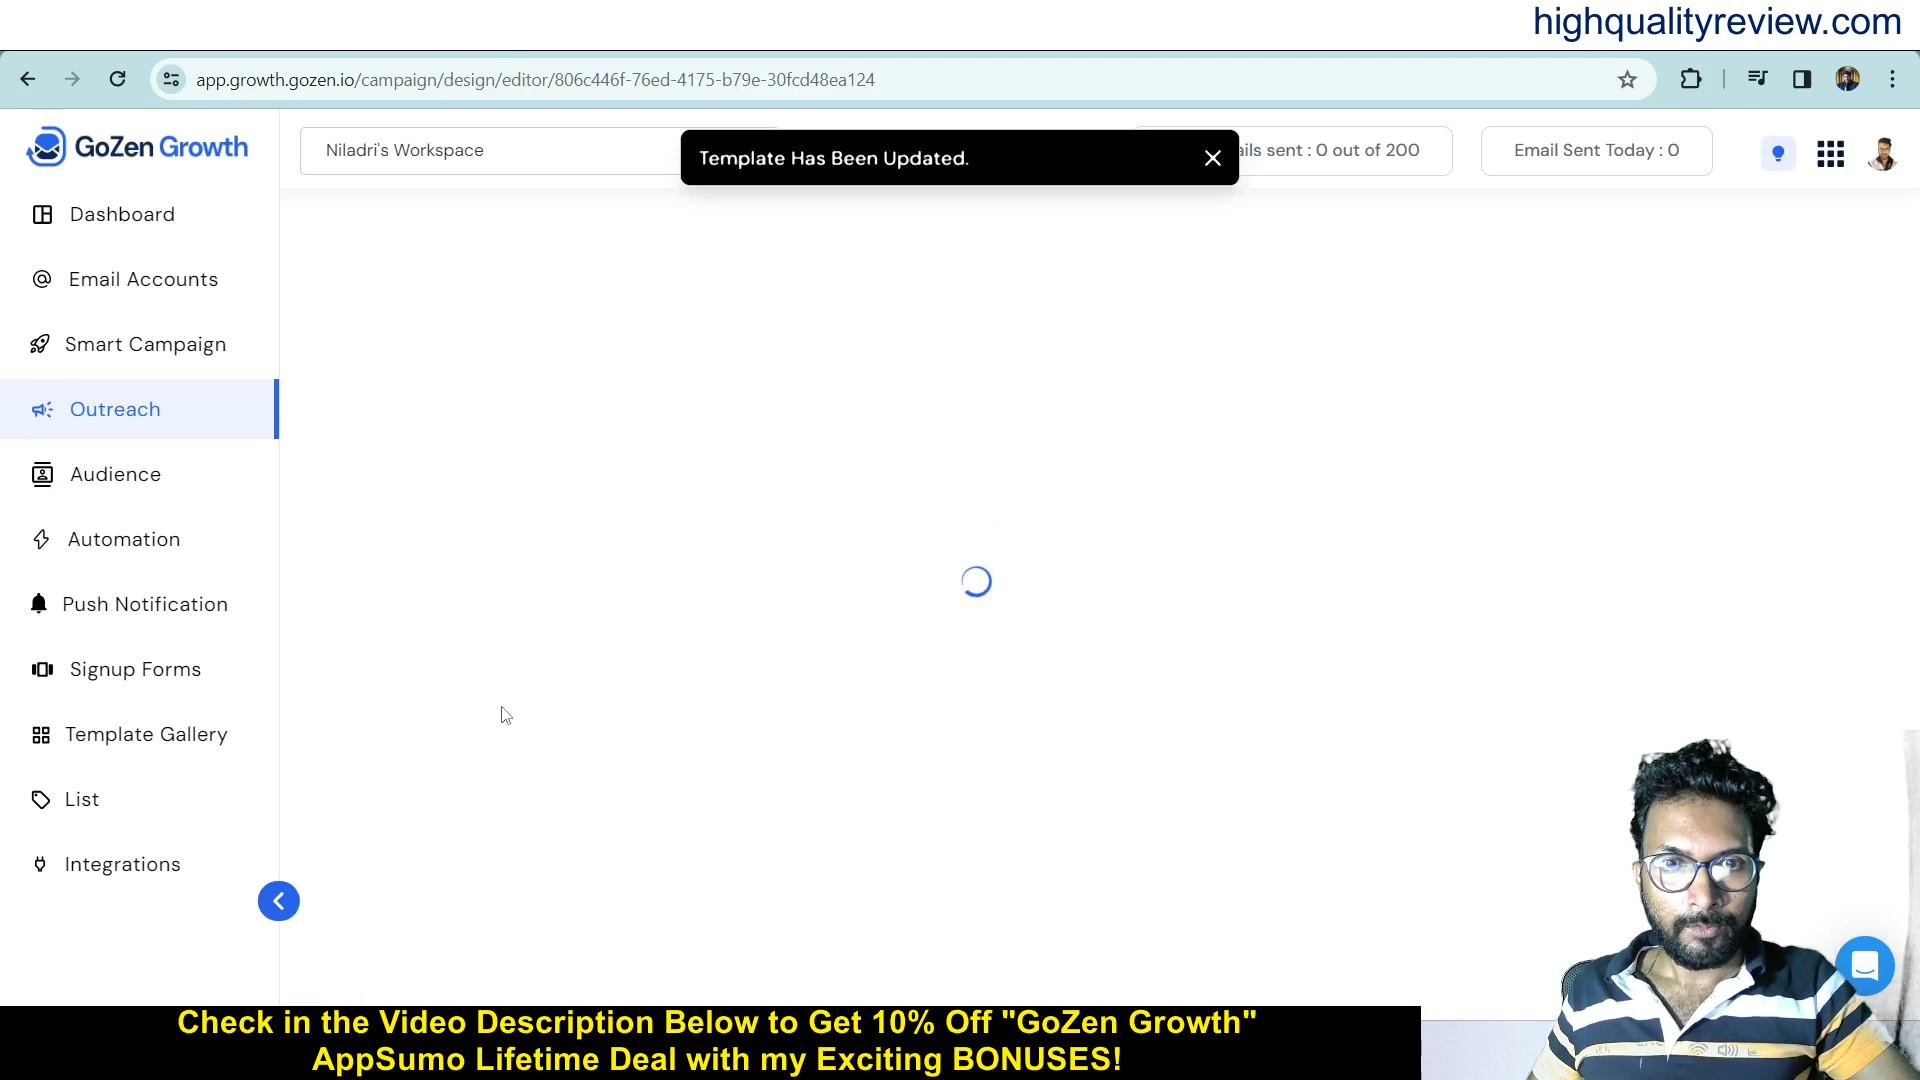 highqualityreview.com
app.growth.gozen.io/campaign/design/editor/806c446f-76ed-4175-b79e-30fcd48ea124
GoZen Growth
Niladri's Workspace
Template Has Been Updated.
ails sent : 0 out of 200
Email Sent Today : 0
Dashboard
Email Accounts
Smart Campaign
Outreach
Audience
Automation
Push Notification
Signup Forms
Template Gallery
List
Integrations
Check in the Video Description Below to Get 10% Off "GoZen Growth"
AppSumo Lifetime Deal with my Exciting BONUSES!